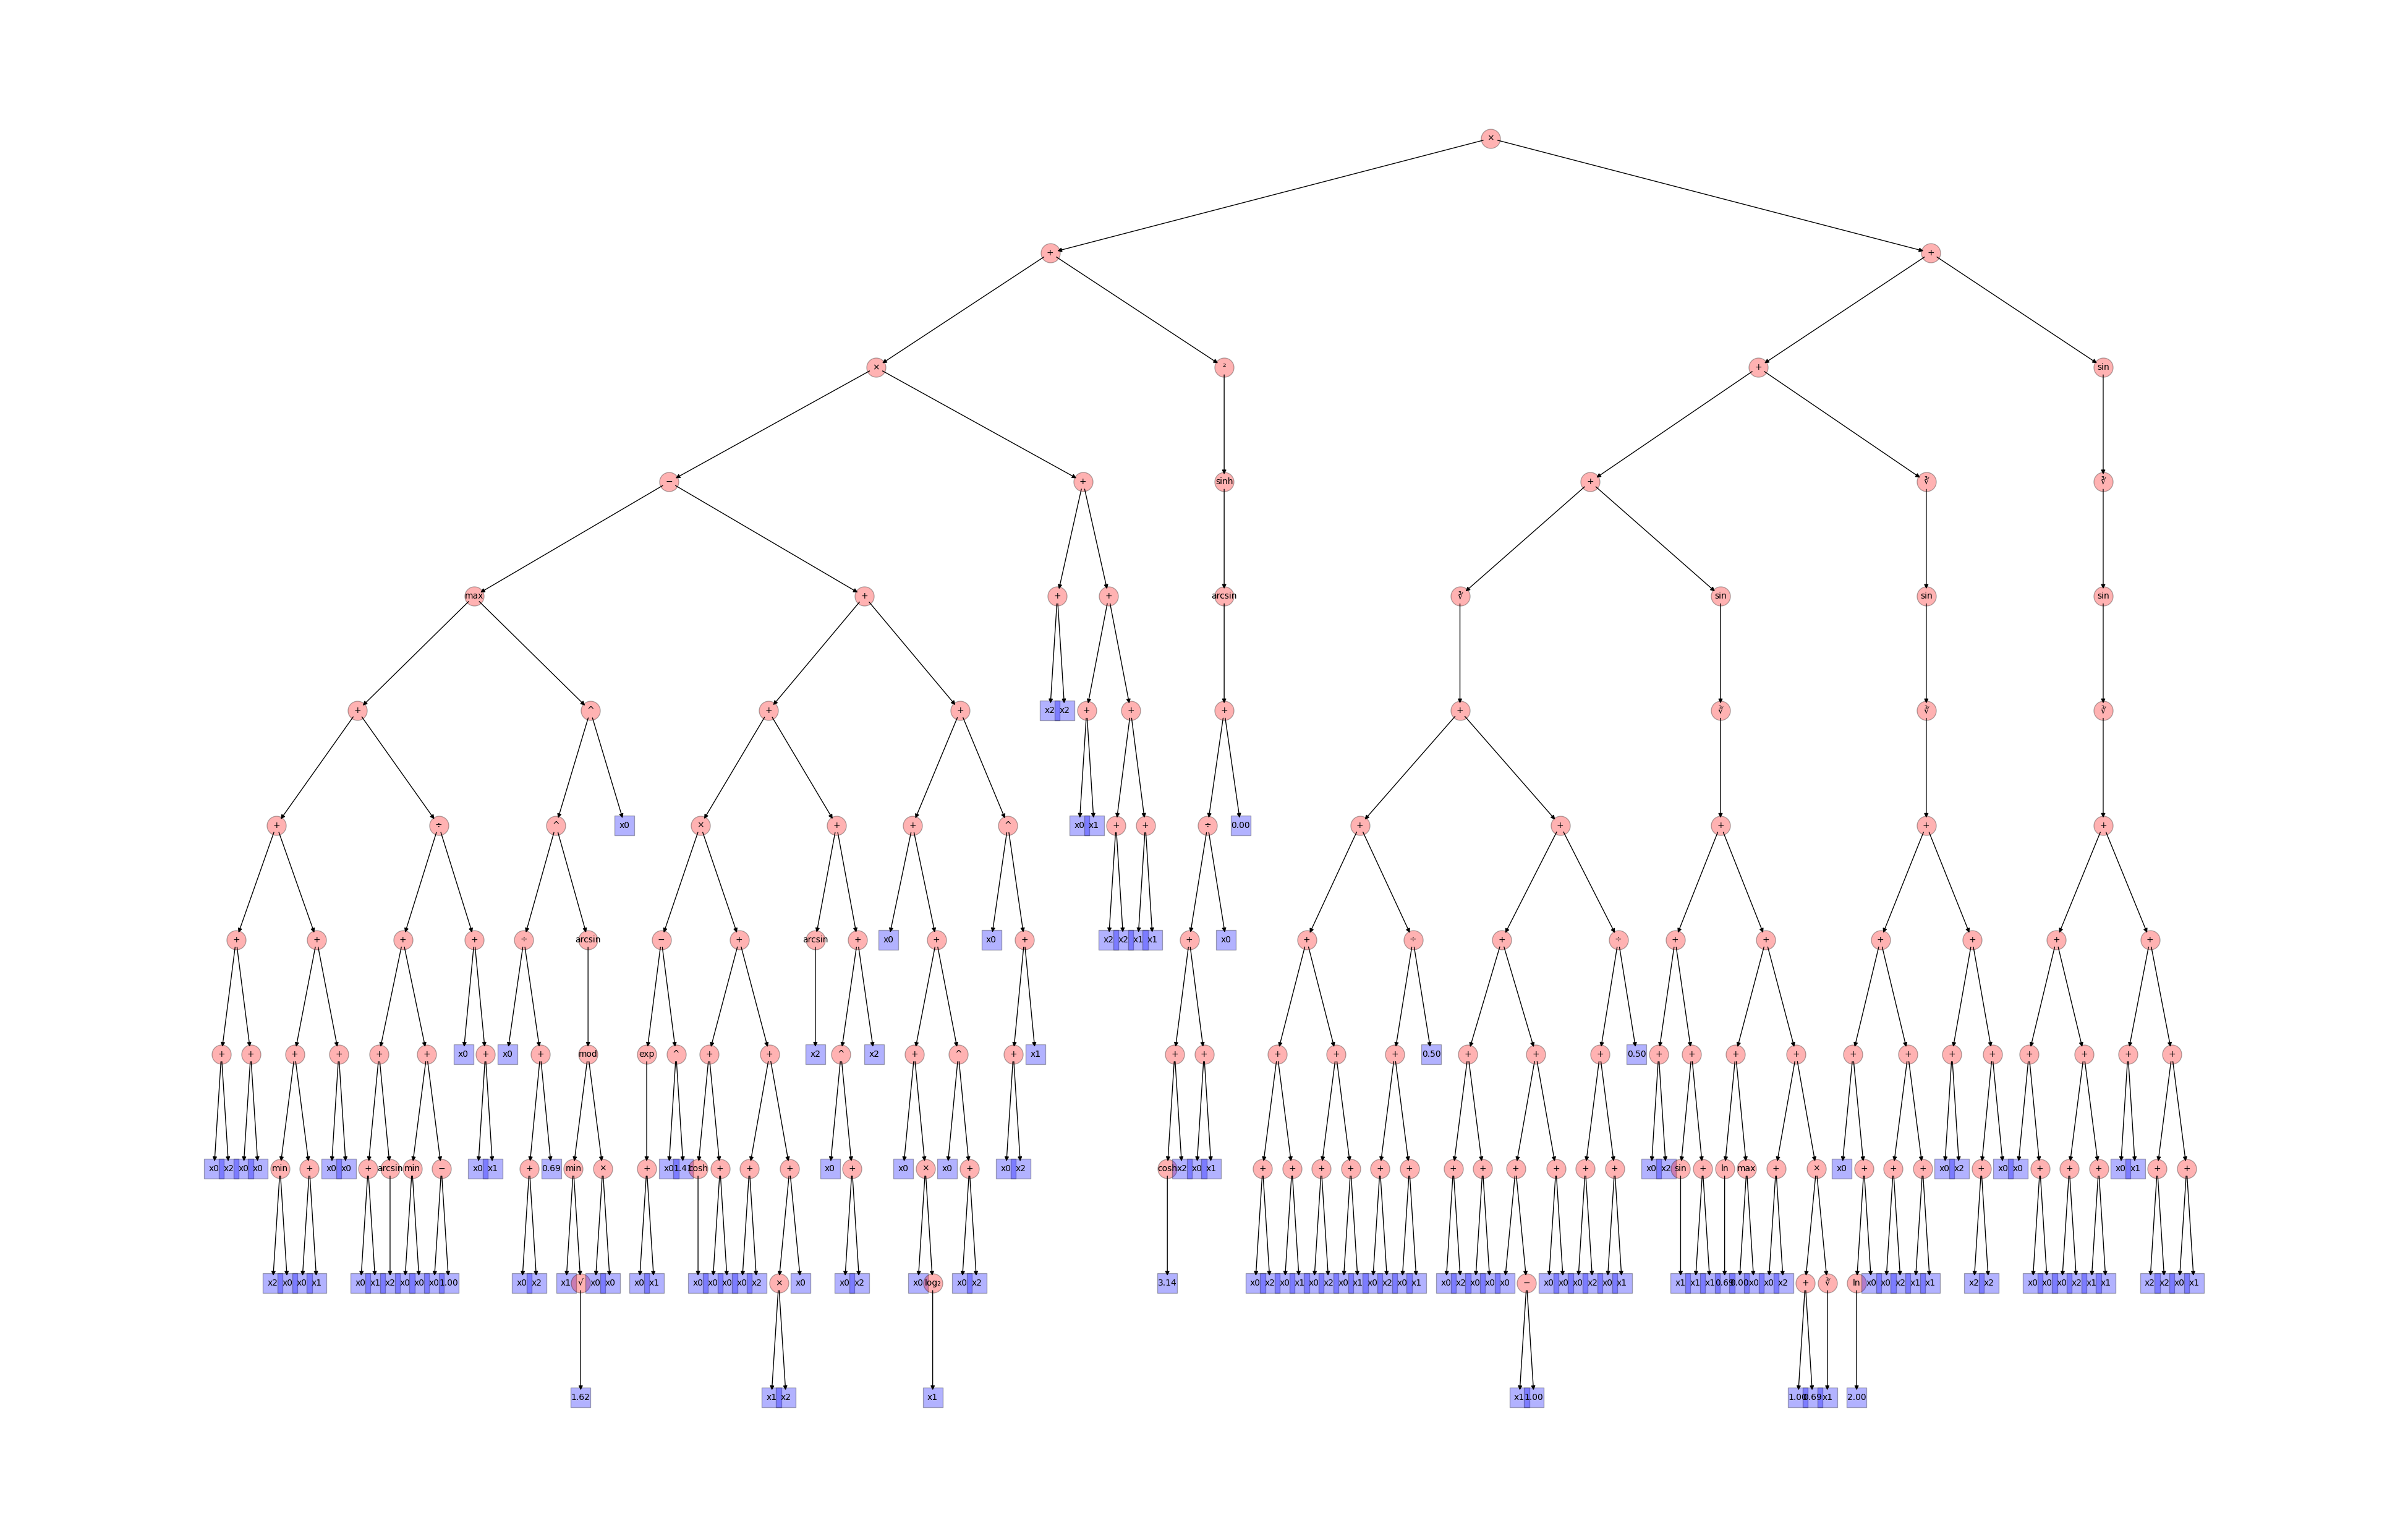 ×
+ +
× ² + sin
− + sinh + ∛ ∛
max + + + arcsin ∛ sin sin sin
+ ^ + + x2 x2 + + + + ∛ ∛ ∛
+ ÷ ^ x0 × + + ^ x0 x1 + + ÷ 0.00 + + + + +
+ + + + ÷ arcsin − + arcsin + x0 + x0 + x2 x2 x1 x1 + x0 + ÷ + ÷ + + + + + +
+ + + + + + x0 + x0 + mod exp ^ + + x2 ^ x2 + ^ + x1 + + + + + 0.50 + + + 0.50 + + + + + + + + + + + +
x0 x2 x0 x0 min + x0 x0 + arcsin min − x0 x1 + 0.69 min × + x0 1.41 cosh + + + x0 + x0 × x0 + x0 x2 cosh x2 x0 x1 + + + + + + + + + + + + x0 x2 sin + ln max + × x0 + + + x0 x2 + x0 x0 + + + x0 x1 + +
x2 x0 x0 x1 x0 x1 x2 x0 x0 x0 1.00 x0 x2 x1 √ x0 x0 x0 x1 x0 x0 x0 x0 x2 × x0 x0 x2 x0 log₂ x0 x2 3.14 x0 x2 x0 x1 x0 x2 x0 x1 x0 x2 x0 x1 x0 x2 x0 x0 x0 − x0 x0 x0 x2 x0 x1 x1 x1 x1 0.69 0.00 x0 x0 x2 + ∛ ln x0 x0 x2 x1 x1 x2 x2 x0 x0 x0 x2 x1 x1 x2 x2 x0 x1
1.62 x1 x2 x1 x1 1.00 1.00 0.69 x1 2.00